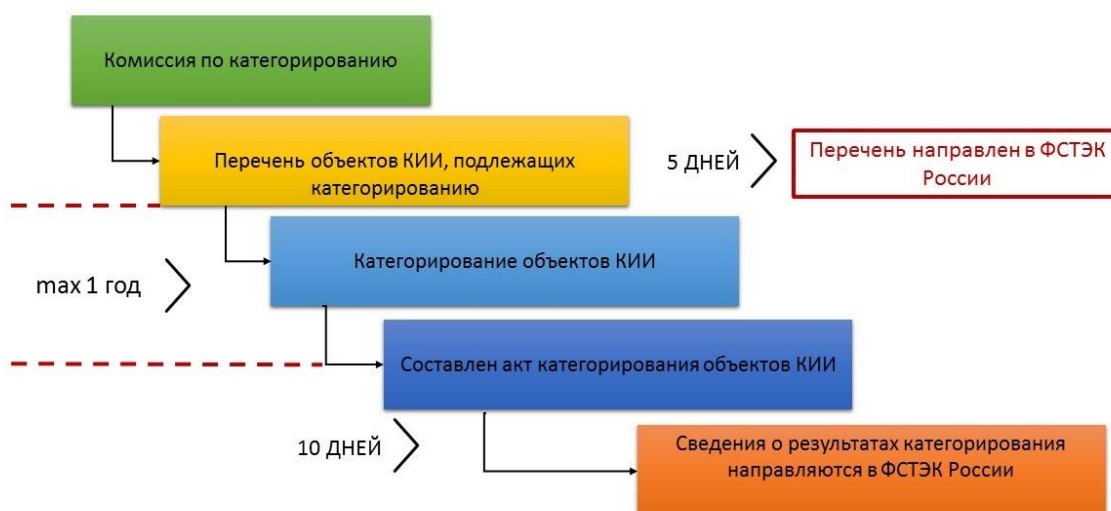 Комиссия по категорированию
Перечень объектов КИИ, подлежащих
категорированию
5 ДНЕЙ
Перечень направлен в ФСТЭК
России
Категорирование объектов КИИ
max 1 год
Составлен акт категорирования объектов КИИ
10 ДНЕЙ
Сведения о результатах категорирования
направляются в ФСТЭК России